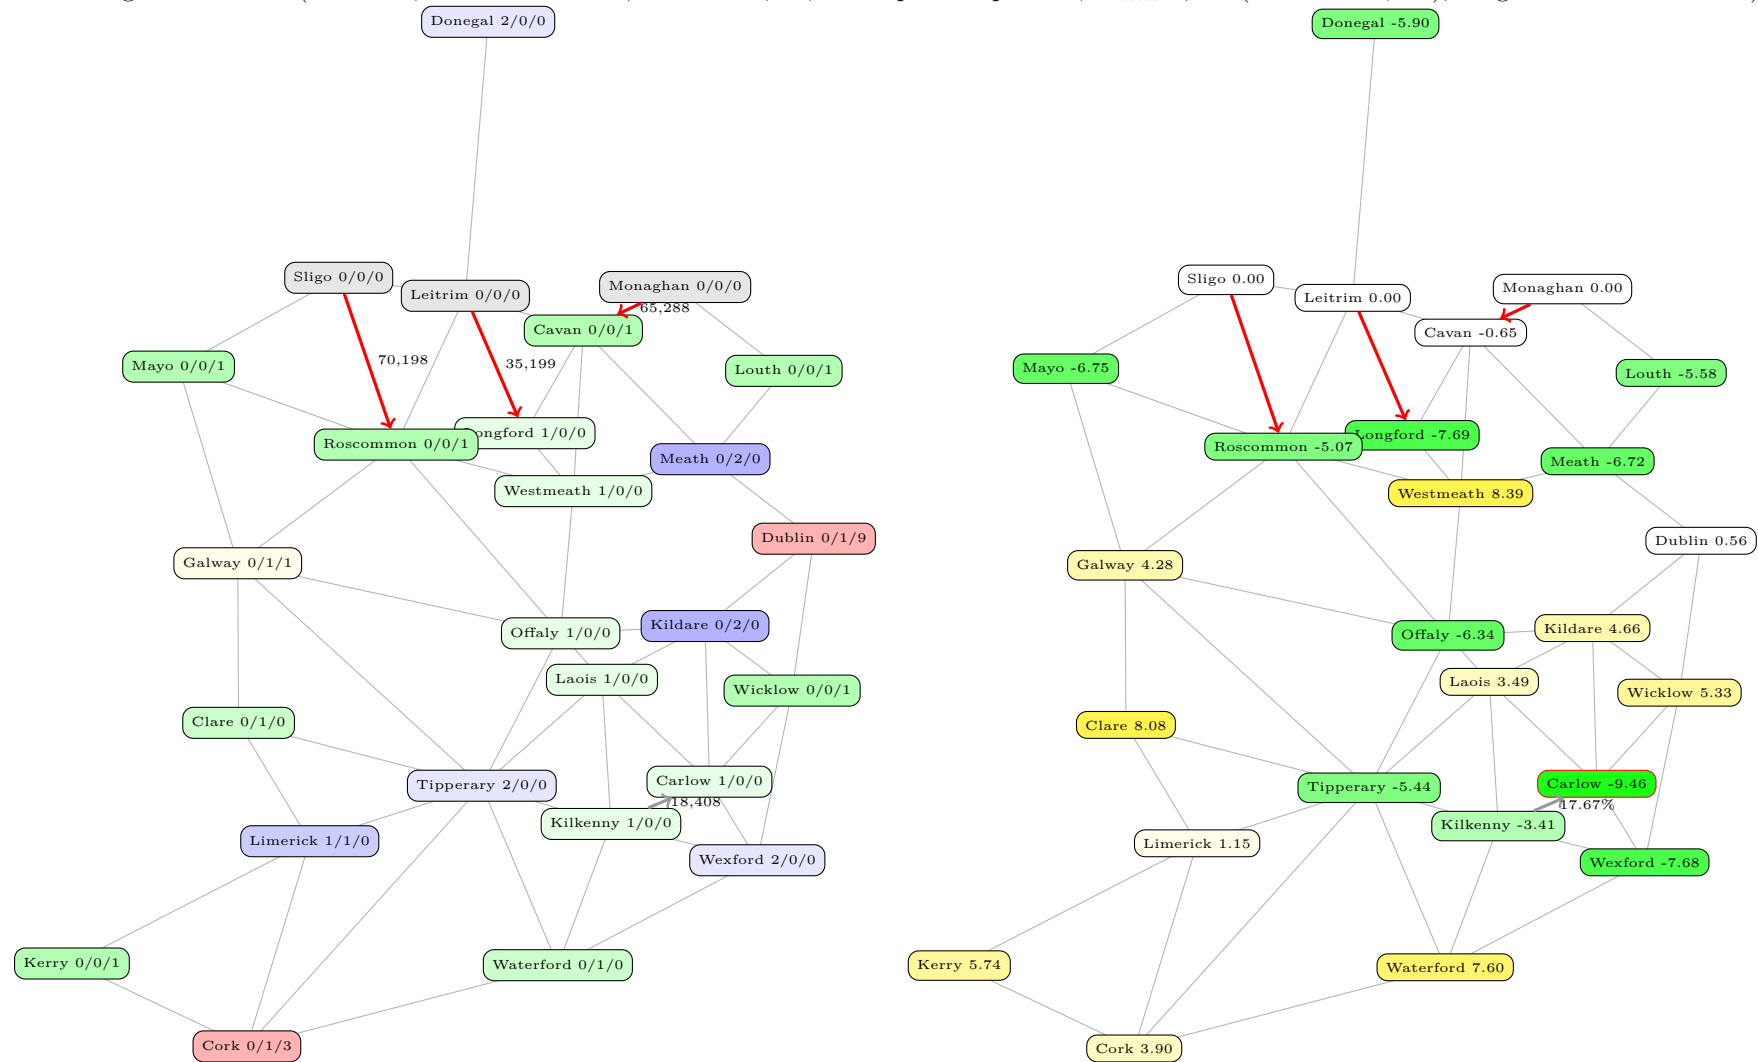 Donegal 2/0/0
Sligo 0/0/0
Leitrim 0/0/0
Monaghan 0/0/0
65,288
Cavan 0/0/1
Mayo 0/0/1
70,198
35,199
Louth 0/0/1
Roscommon 0/0/1
ongford 1/0/0
Meath 0/2/0
Westmeath 1/0/0
Dublin 0/1/9
Galway 0/1/1
Offaly 1/0/0
Kildare 0/2/0
Laois 1/0/0
Wicklow 0/0/1
Clare 0/1/0
Tipperary 2/0/0
Carlow 1/0/0
18,408
Kilkenny 1/0/0
Limerick 1/1/0
Wexford 2/0/0
Kerry 0/0/1
Waterford 0/1/0
Cork 0/1/3
Donegal -5.90
Sligo 0.00
Leitrim 0.00
Monaghan 0.00
Cavan -0.65
Mayo -6.75
Louth -5.58
Roscommon -5.07
Longford -7.69
Meath -6.72
Westmeath 8.39
Dublin 0.56
Galway 4.28
Offaly -6.34
Kildare 4.66
Laois 3.49
Wicklow 5.33
Clare 8.08
Tipperary -5.44
Carlow -9.46
17.67%
Kilkenny -3.41
Limerick 1.15
Wexford -7.68
Kerry 5.74
Waterford 7.60
Cork 3.90